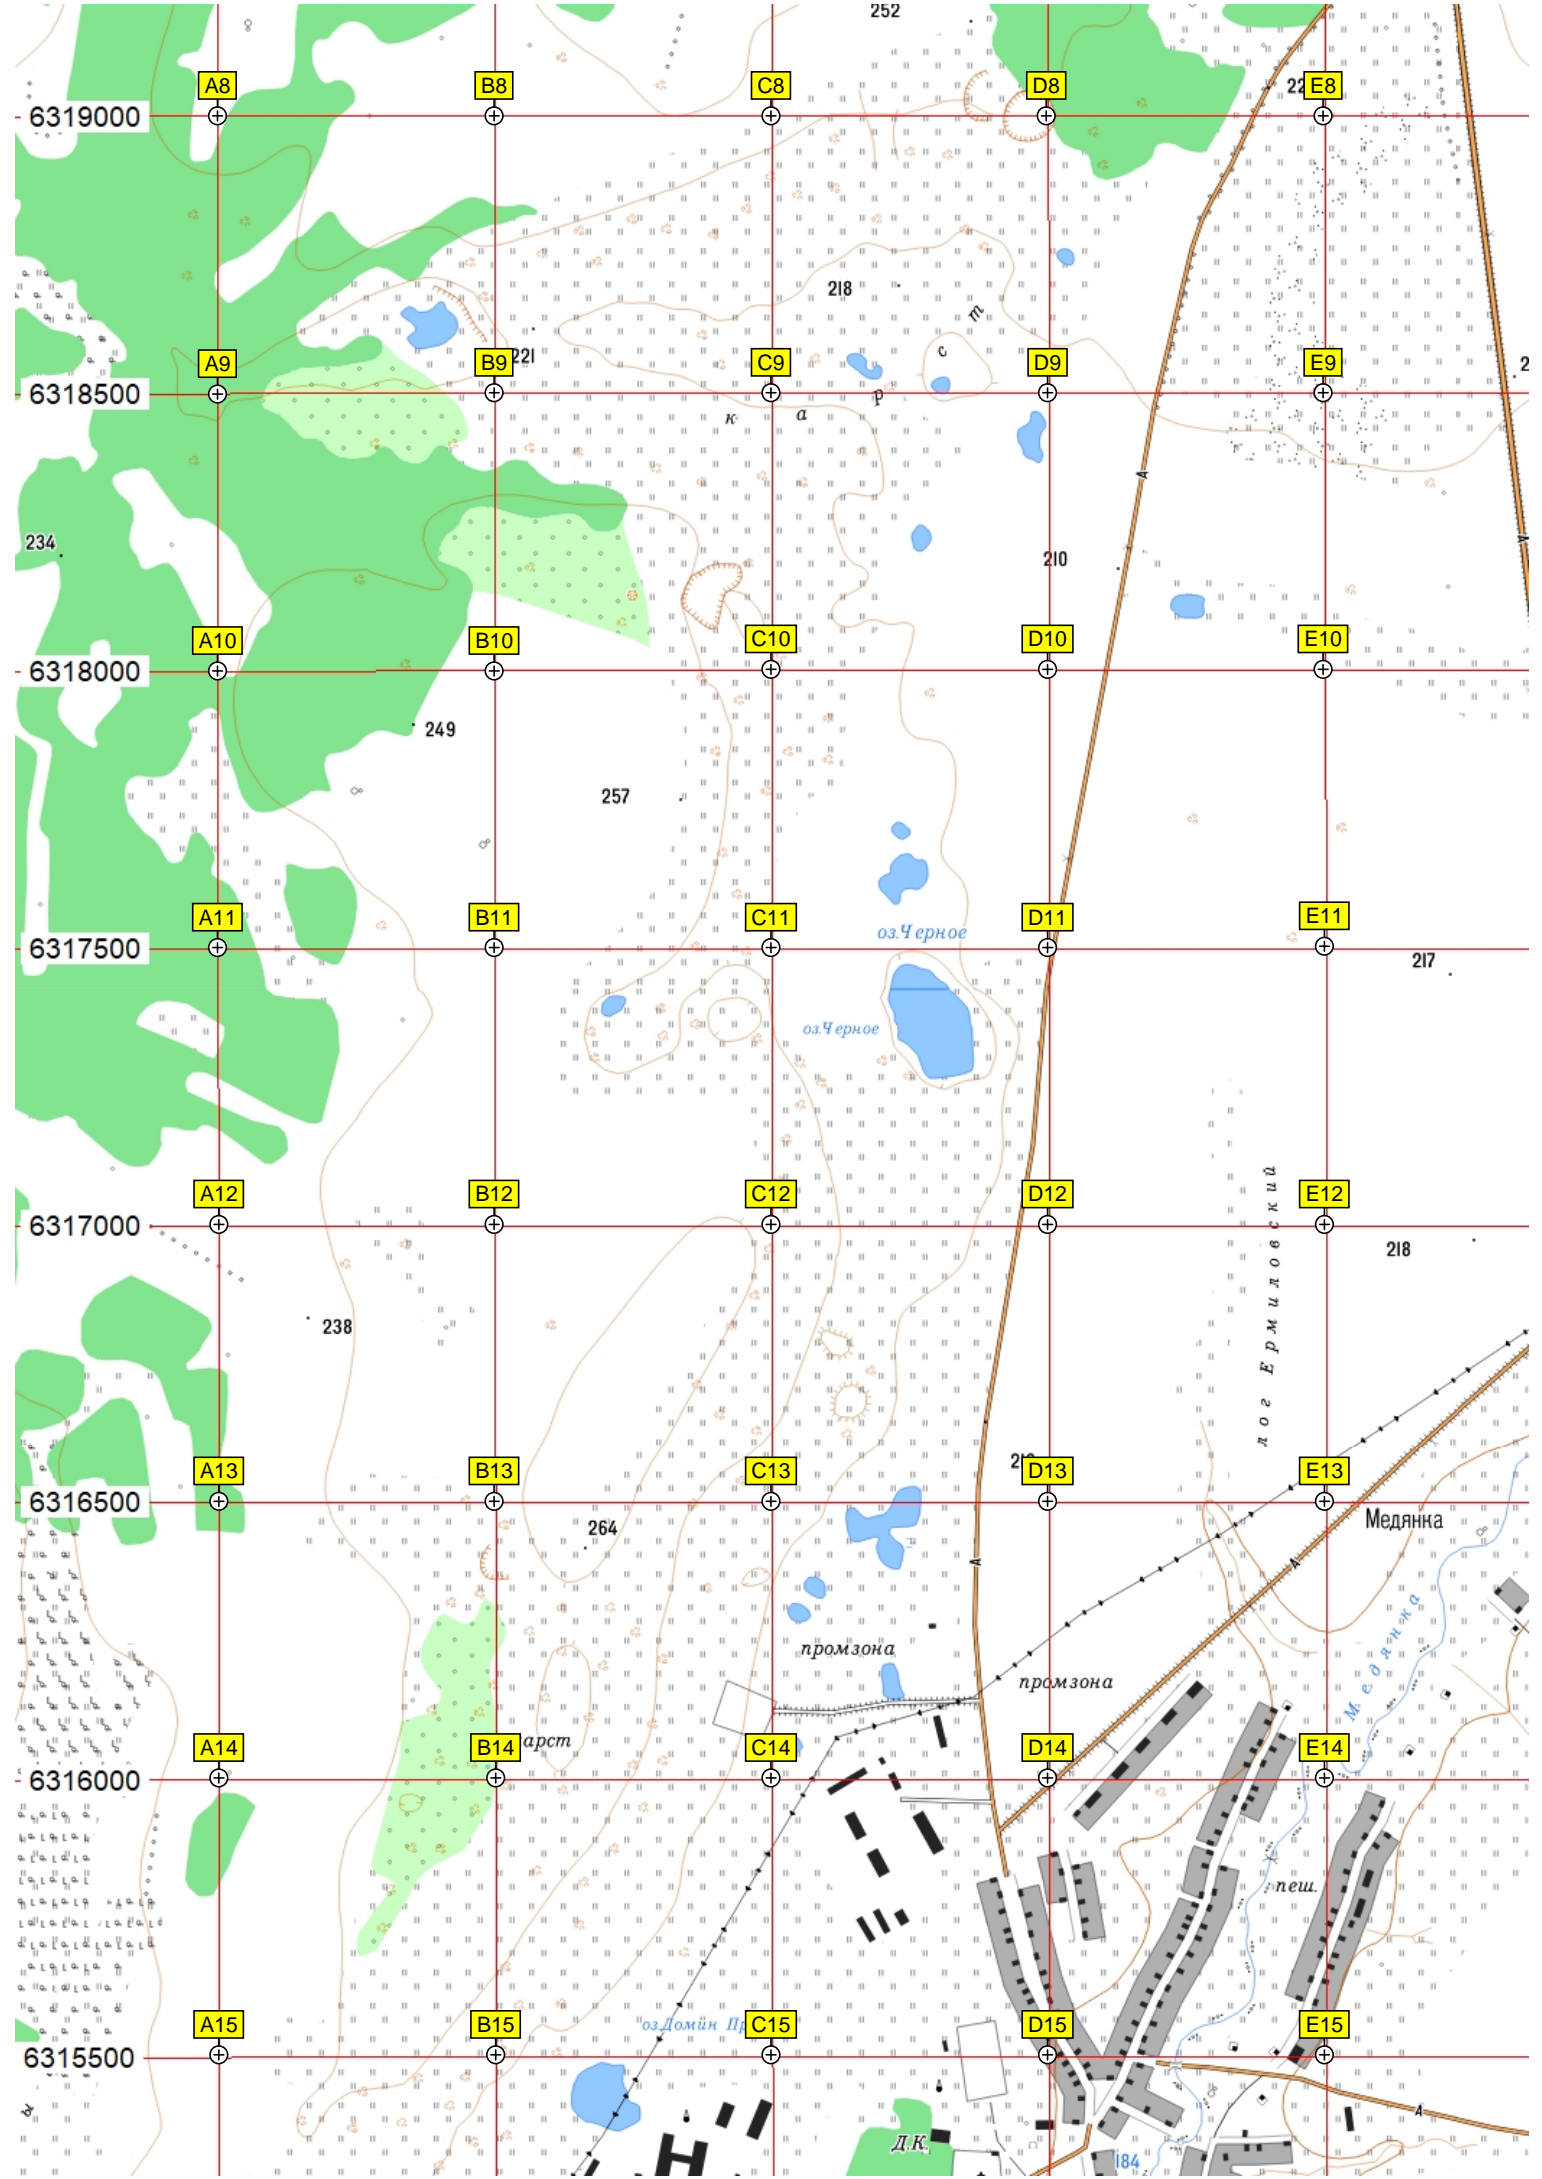 252
A8
B8
C8
D8
E8
6319000
218
т
с
221
A9
B9
C9
D9
E9
р
6318500
к
а
234
210
A10
B10
C10
D10
E10
6318000
249
257
A11
B11
C11
D11
E11
оз.Черное
6317500
217
оз.Черное
лог Ермиловский
A12
B12
C12
D12
E12
6317000
218
238
A13
B13
C13
D13
E13
6316500
Медянка
264
А
А
Медянка
промзона
промзона
арст
A14
B14
C14
D14
E14
6316000
пеш.
A15
B15
C15
D15
E15
оз.Домин
6315500
А
Д.К.
184